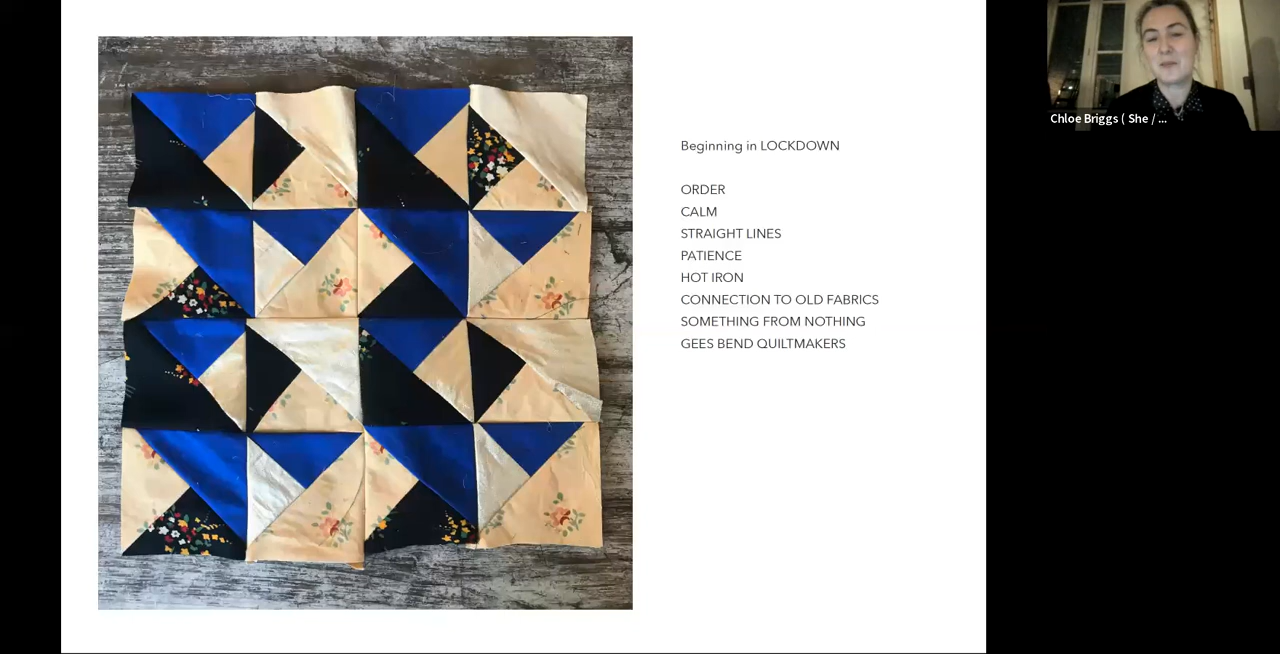 Beginning in LOCKDOWN
ORDER
CALM
STRAIGHT LINES
PATIENCE
HOT IRON
CONNECTION TO OLD FABRICS
SOMETHING FROM NOTHING
GEES BEND QUILTMAKERS
Chloe Briggs ( She / ...